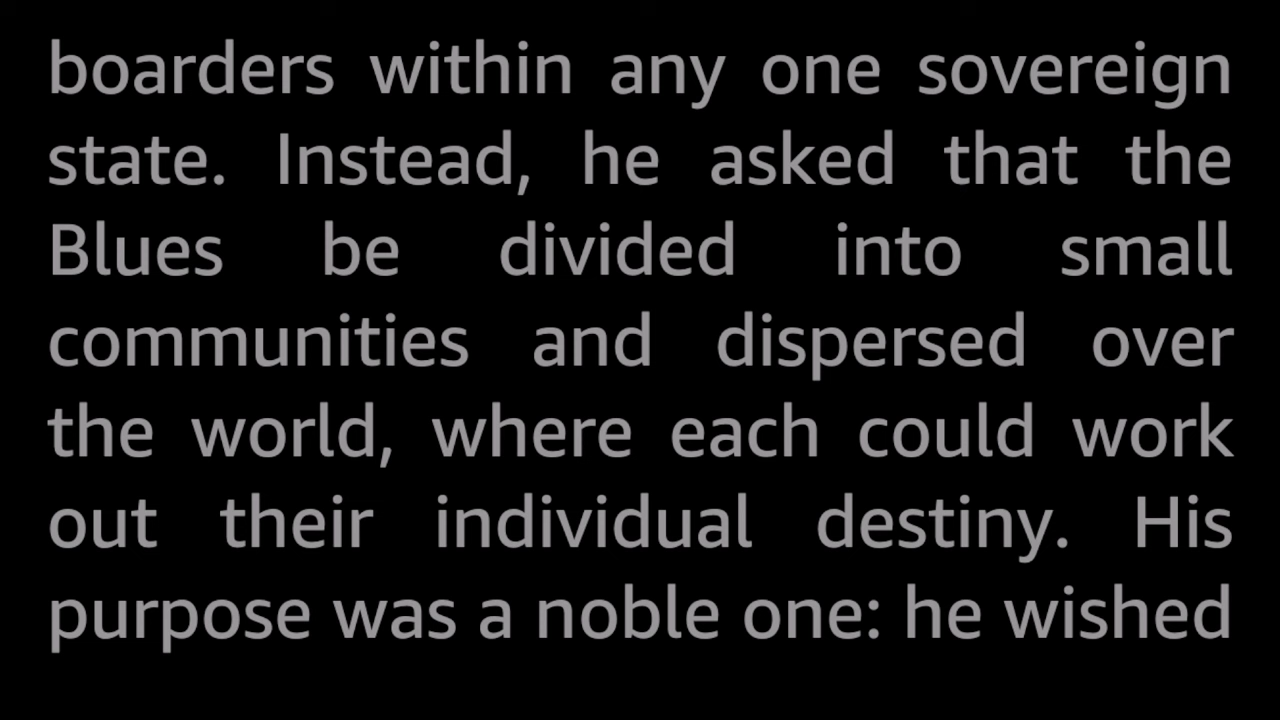 boarders within any one sovereign
state. Instead, he asked that the
Blues be divided into small
communities and dispersed over
the world, where each could work
out their individual destiny. His
purpose was a noble one: he wished